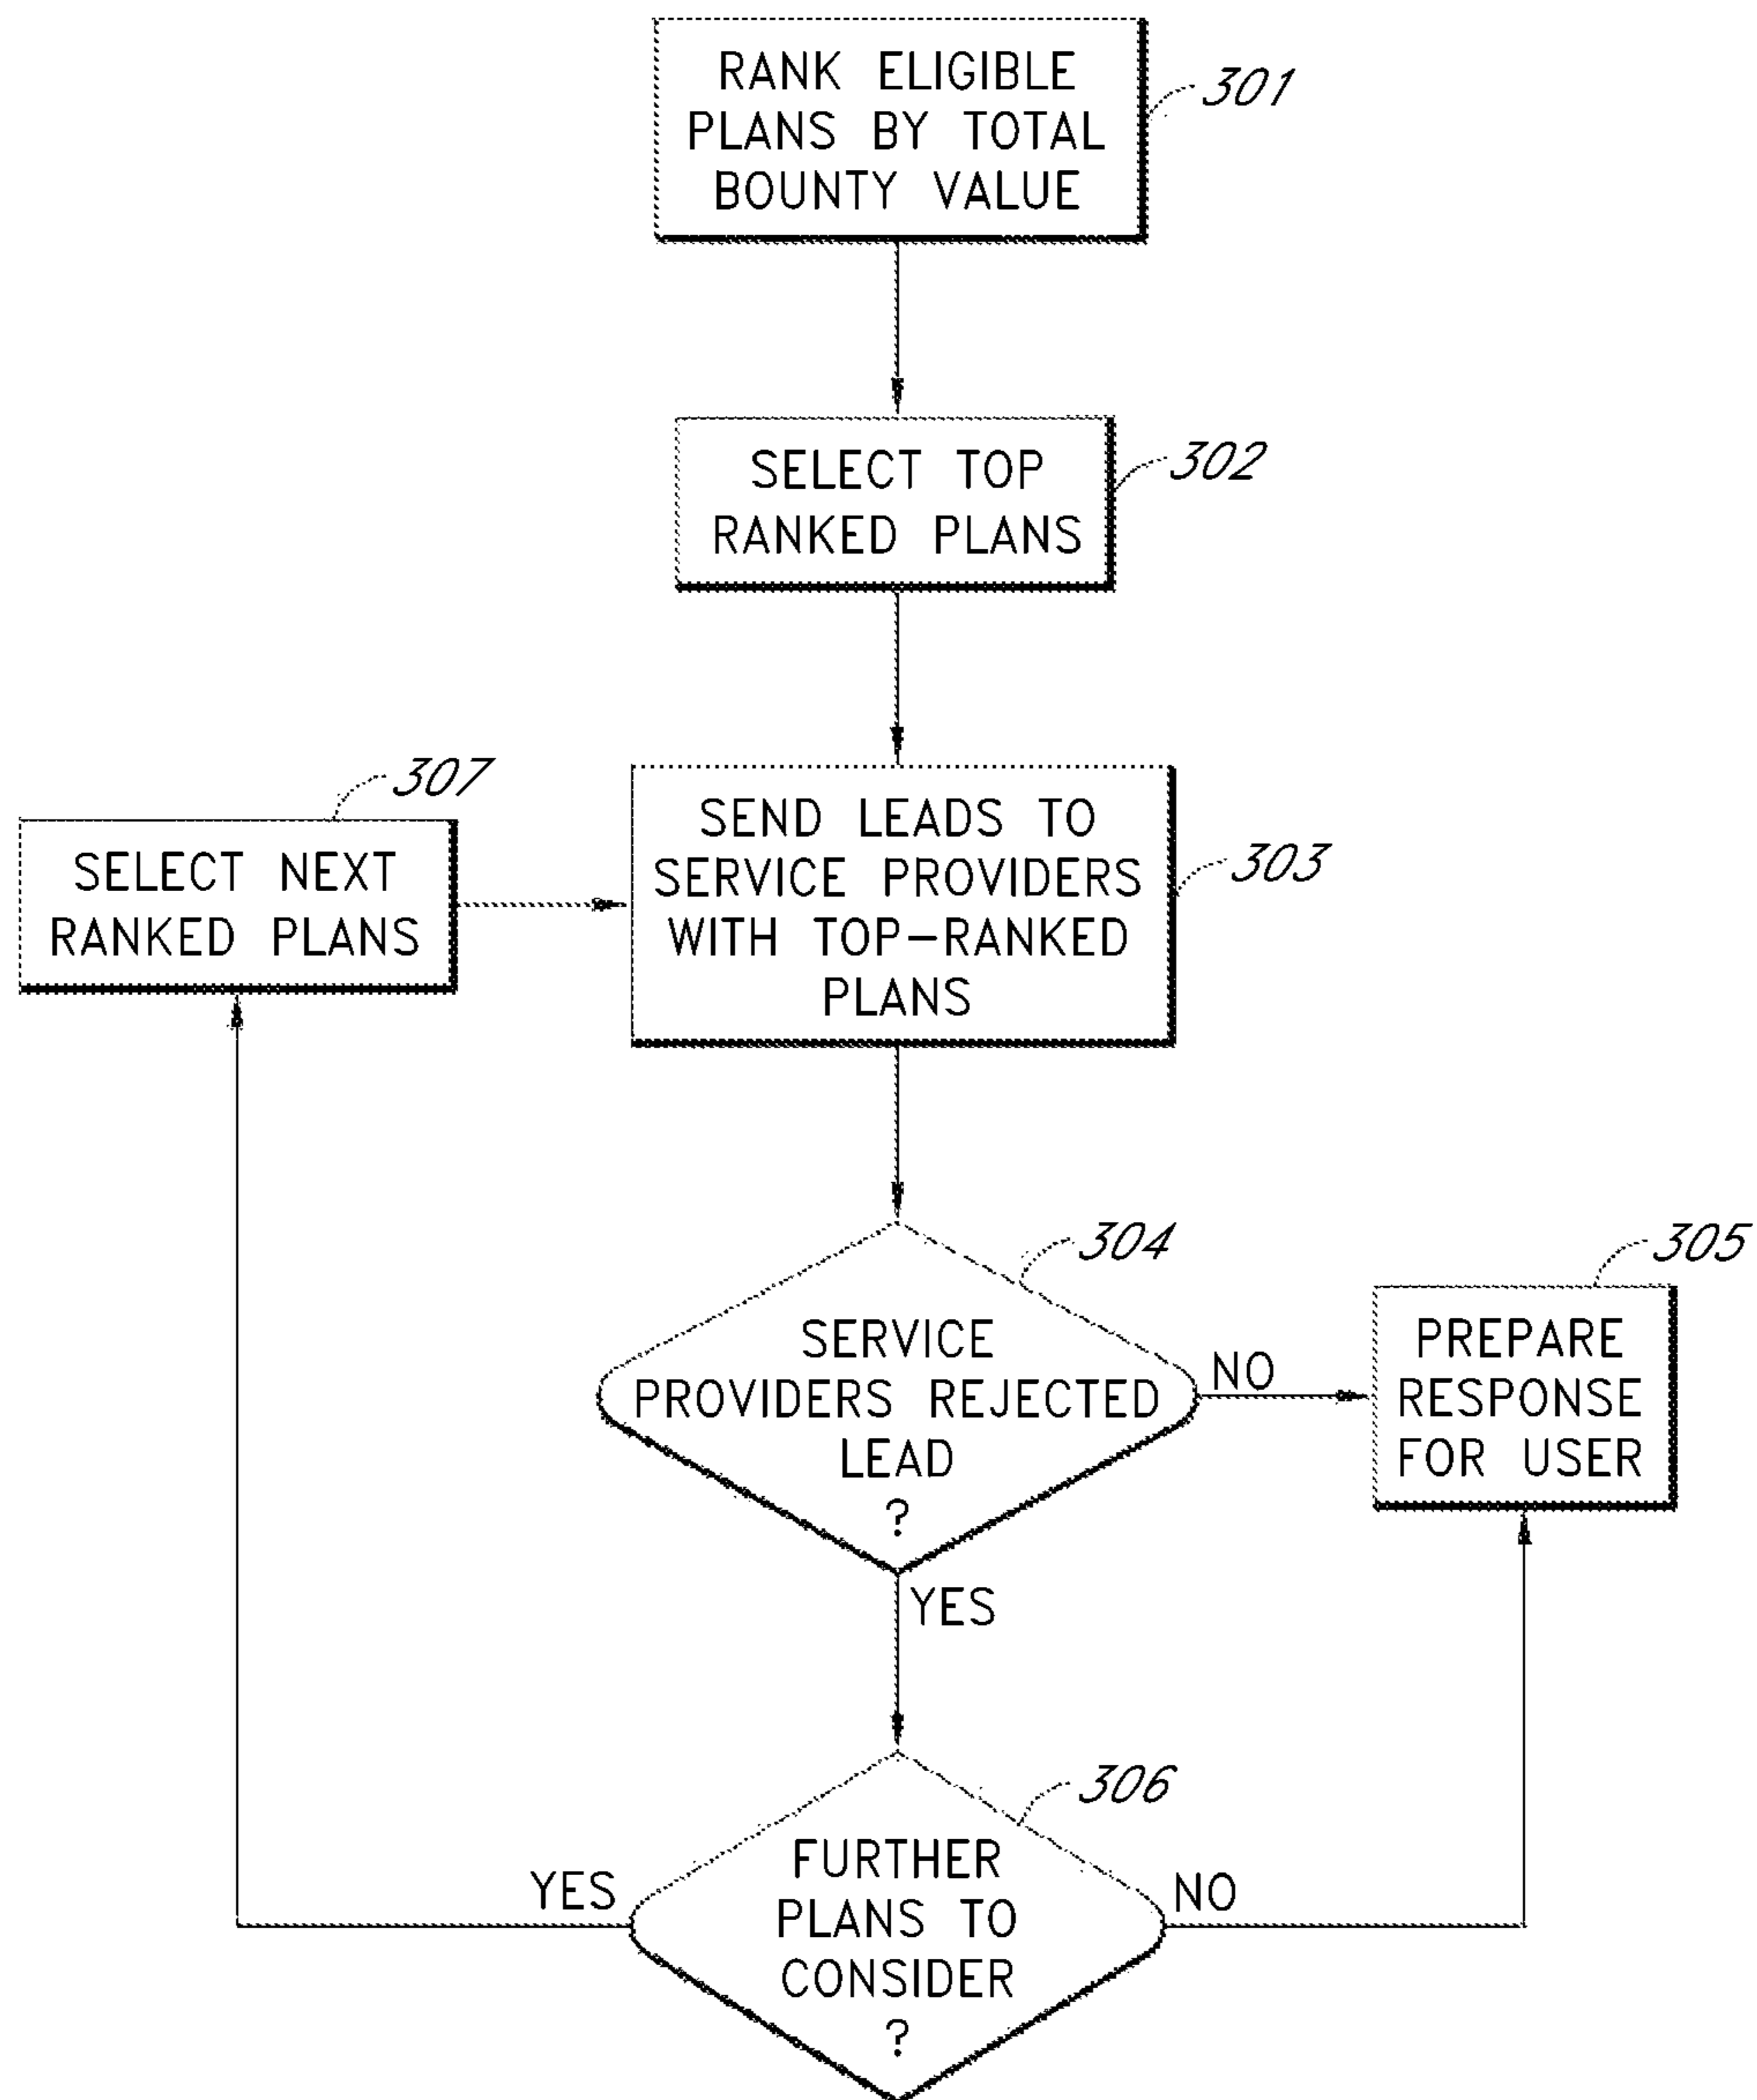 RANK ELIGIBLE
PLANS BY TOTAL
BOUNTY VALUE
301
SELECT TOP
RANKED PLANS
302
307
SELECT NEXT
RANKED PLANS
SEND LEADS TO
SERVICE PROVIDERS
WITH TOP-RANKED
PLANS
303
304
SERVICE
PROVIDERS REJECTED
LEAD
?
NO
305
PREPARE
RESPONSE
FOR USER
YES
306
FURTHER
PLANS TO
CONSIDER
?
YES
NO